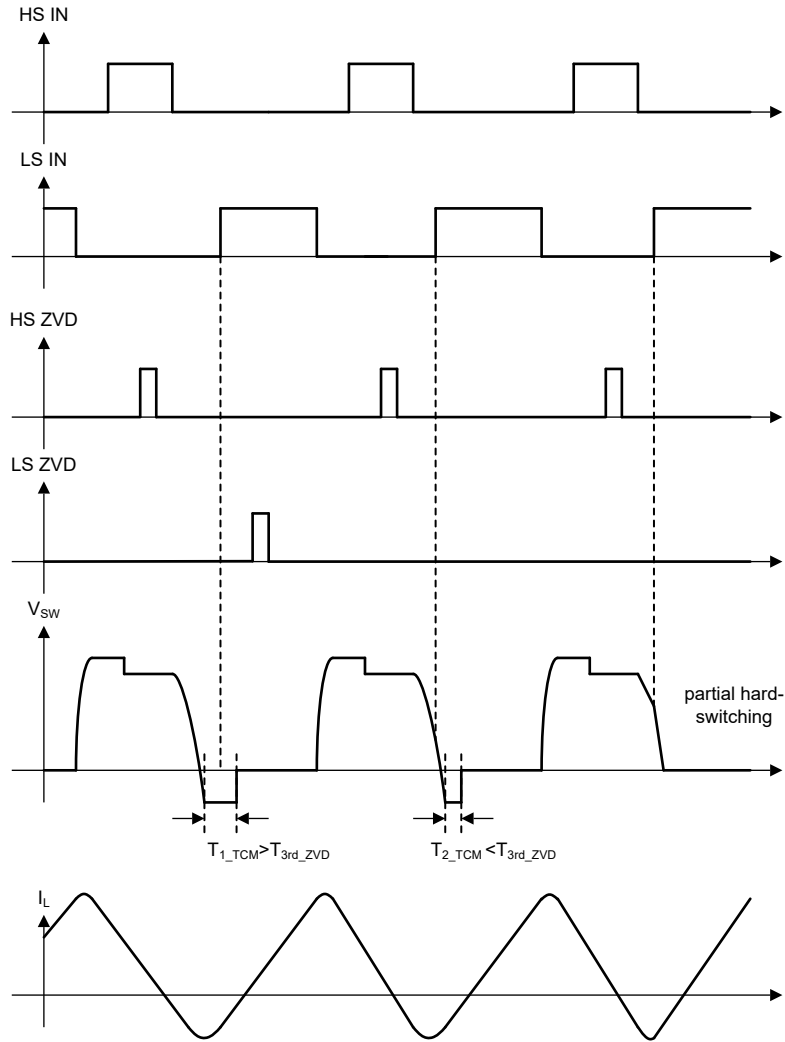 HS IN
LS IN
HS ZVD
LS ZVD
V_SW
partial hard-
switching
T_1_TCM>T_3rd_ZVD
T_2_TCM<T_3rd_ZVD
I_L